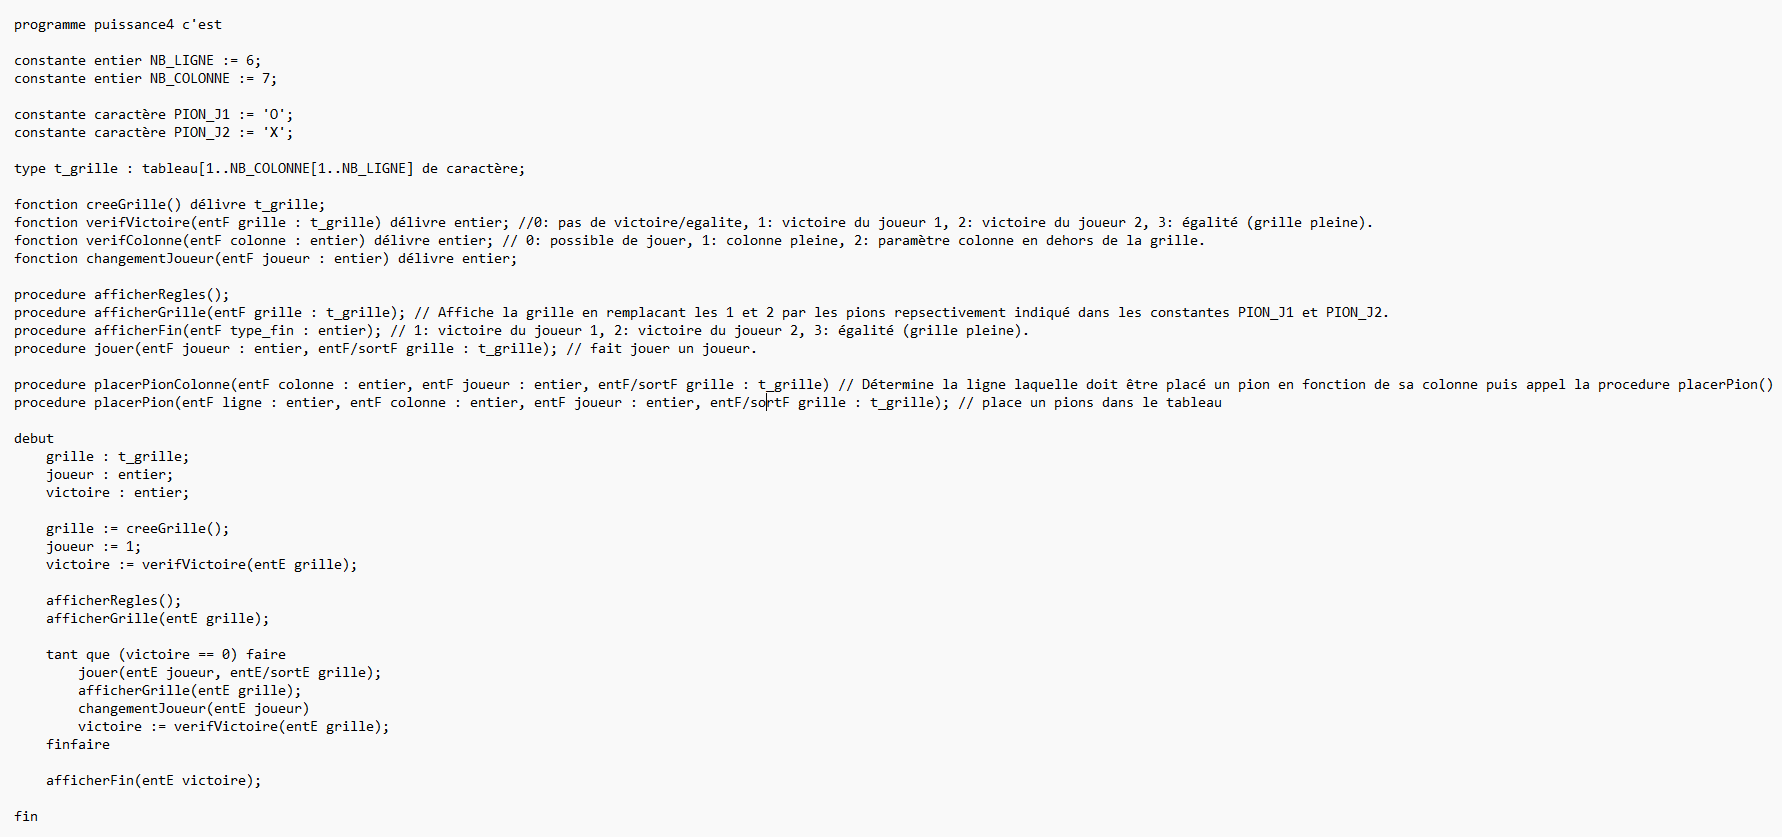 programme puissance4 c'est
constante entier NB_LIGNE := 6;
constante entier NB_COLONNE := 7;
constante caractère PION_J1 := 'O';
constante caractère PION_J2 := 'X';
type t_grille : tableau[1..NB_COLONNE[1..NB_LIGNE] de caractère;
fonction creeGrille() délivre t_grille;
fonction verifVictoire(entF grille : t_grille) délivre entier; //0: pas de victoire/egalite, 1: victoire du joueur 1, 2: victoire du joueur 2, 3: égalité (grille pleine).
fonction verifColonne(entF colonne : entier) délivre entier; // 0: possible de jouer, 1: colonne pleine, 2: paramètre colonne en dehors de la grille.
fonction changementJoueur(entF joueur : entier) délivre entier;
procedure afficherRegles();
procedure afficherGrille(entF grille : t_grille); // Affiche la grille en remplacant les 1 et 2 par les pions repsectivement indiqué dans les constantes PION_J1 et PION_J2.
procedure afficherFin(entF type_fin : entier); // 1: victoire du joueur 1, 2: victoire du joueur 2, 3: égalité (grille pleine).
procedure jouer(entF joueur : entier, entF/sortF grille : t_grille); // fait jouer un joueur.
procedure placerPionColonne(entF colonne : entier, entF joueur : entier, entF/sortF grille : t_grille) // Détermine la ligne laquelle doit être placé un pion en fonction de sa colonne puis appel la procedure placerPion()
procedure placerPion(entF ligne : entier, entF colonne : entier, entF joueur : entier, entF/sortF grille : t_grille); // place un pions dans le tableau
debut
grille : t_grille;
joueur : entier;
victoire : entier;
grille := creeGrille();
joueur := 1;
victoire := verifVictoire(entE grille);
afficherRegles();
afficherGrille(entE grille);
tant que (victoire == 0) faire
jouer(entE joueur, entE/sortE grille);
afficherGrille(entE grille);
changementJoueur(entE joueur)
victoire := verifVictoire(entE grille);
finfaire
afficherFin(entE victoire);
fin